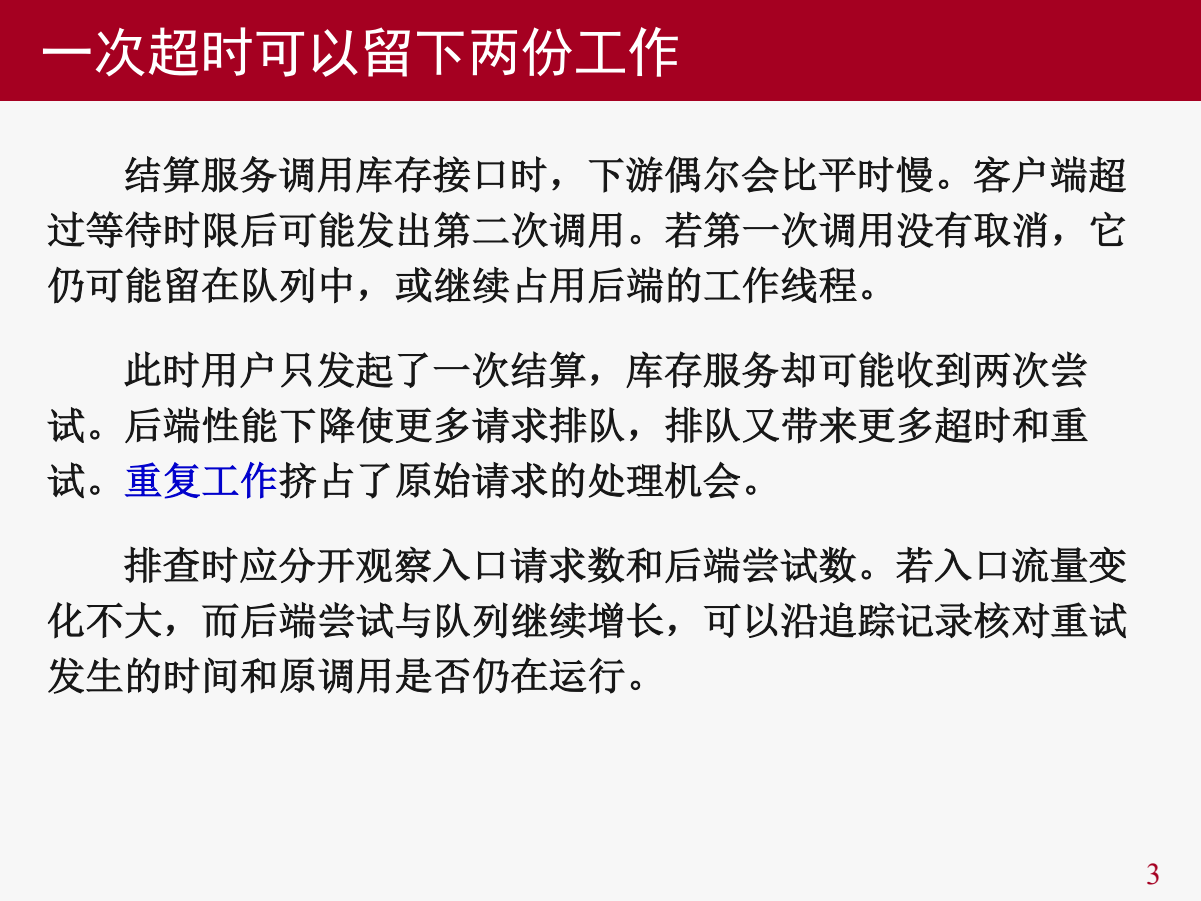 一次超时可以留下两份工作
结算服务调用库存接口时，下游偶尔会比平时慢。客户端超
过等待时限后可能发出第二次调用。若第一次调用没有取消，它
仍可能留在队列中，或继续占用后端的工作线程。
此时用户只发起了一次结算，库存服务却可能收到两次尝
试。后端性能下降使更多请求排队，排队又带来更多超时和重
试。重复工作挤占了原始请求的处理机会。
排查时应分开观察入口请求数和后端尝试数。若入口流量变
化不大，而后端尝试与队列继续增长，可以沿追踪记录核对重试
发生的时间和原调用是否仍在运行。
3